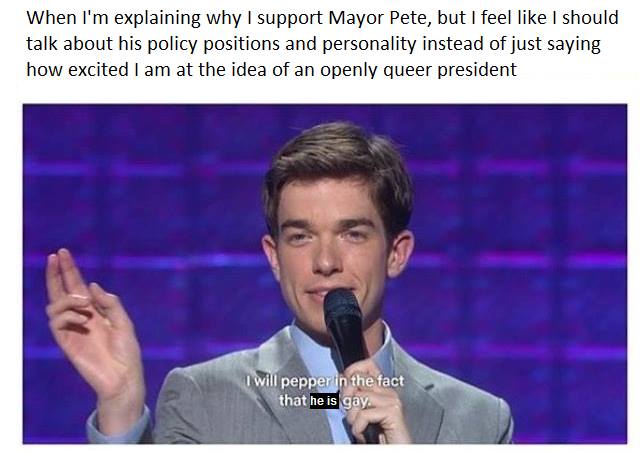 When I'm explaining why I support Mayor Pete, but I feel like I should
talk about his policy positions and personality instead of just saying
how excited I am at the idea of an openly queer president
I will pepper in the fact
that he is gay.